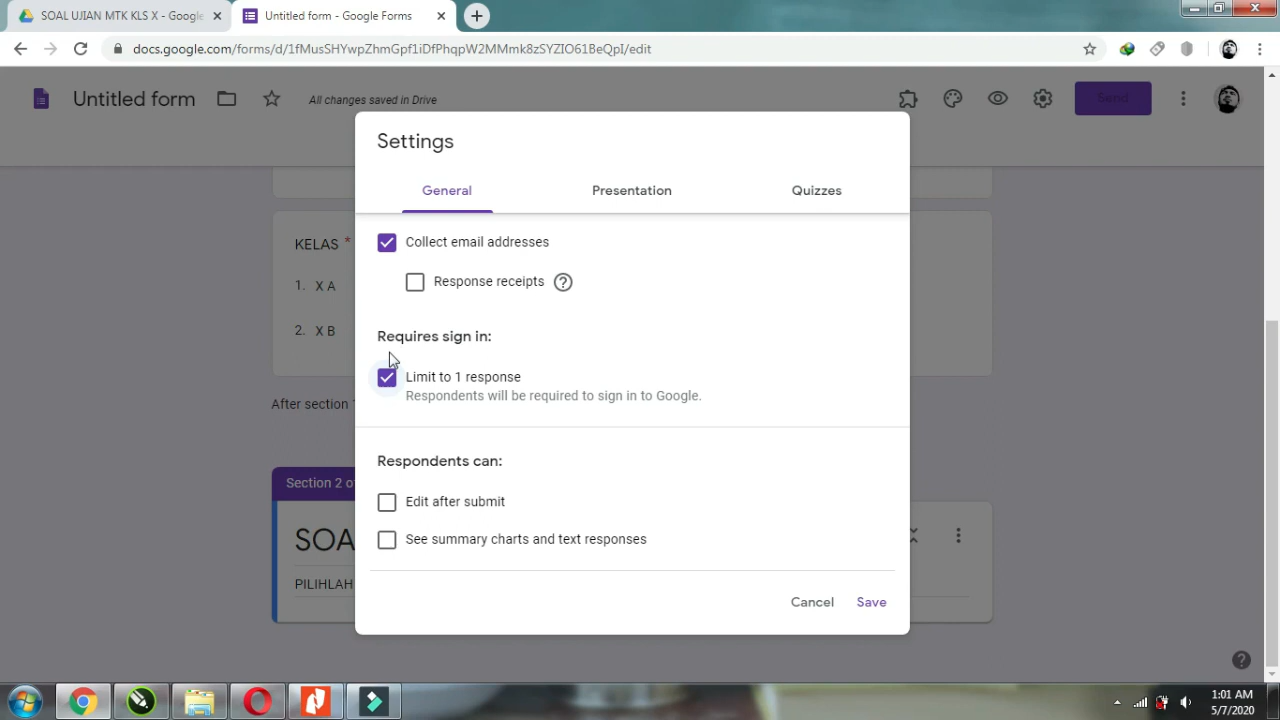 SOAL UJIAN MTK KLS X - Google
Untitled form - Google Forms
docs.google.com/forms/d/1fMusSHYwpZhmGpf1iDfPhqpW2MMmk8zSYZIO61BeQpI/edit
Untitled form
All changes saved in Drive
Send
Settings
General
Presentation
Quizzes
KELAS *
Collect email addresses
1. X A
Response receipts
2. X B
Requires sign in:
Limit to 1 response
Respondents will be required to sign in to Google.
After section 1
Respondents can:
Section 2 of
Edit after submit
SOA
See summary charts and text responses
PILIHLAH
Cancel
Save
1:01 AM
5/7/2020